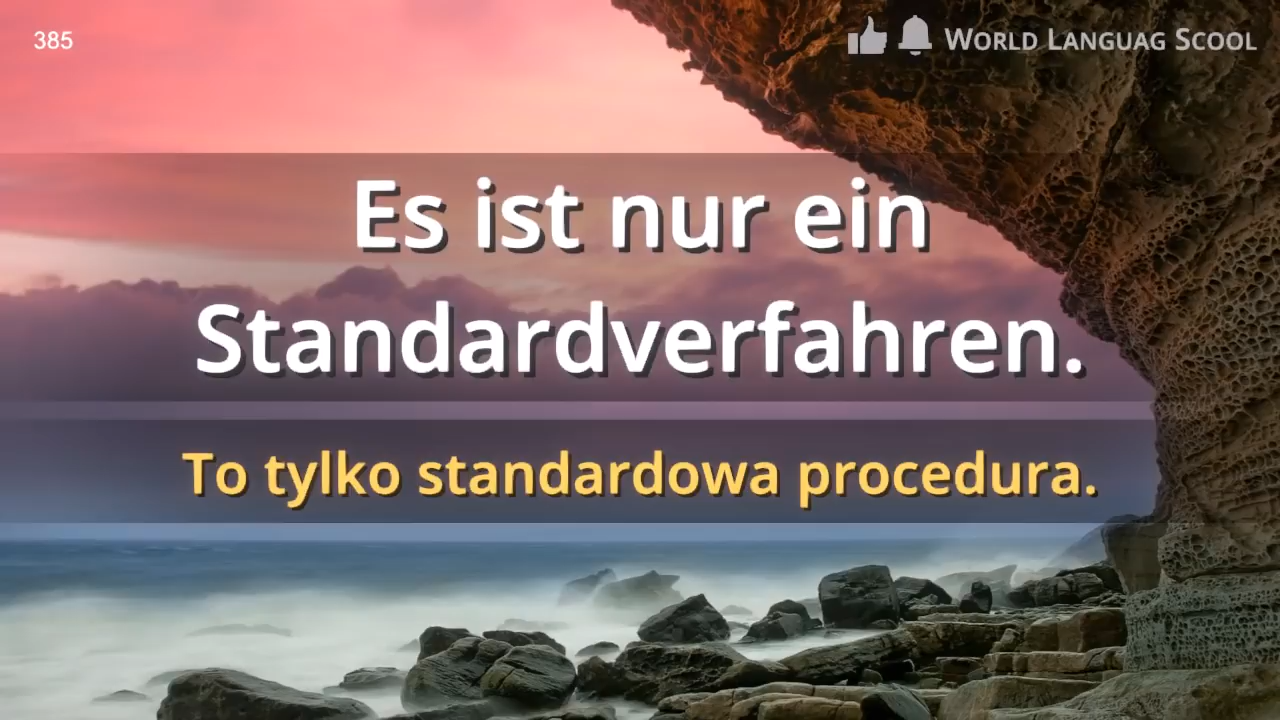 385
WORLD LANGUAG SCOOL
Es ist nur ein
Standardverfahren.
To tylko standardowa procedura.